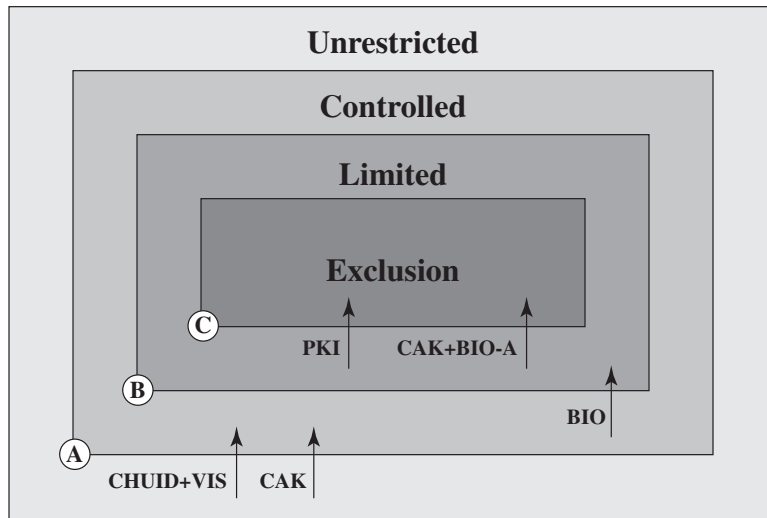 Unrestricted
Controlled
Limited
Exclusion
C
PKI CAK+BIO-A
B
BIO
A
CHUID+VIS CAK